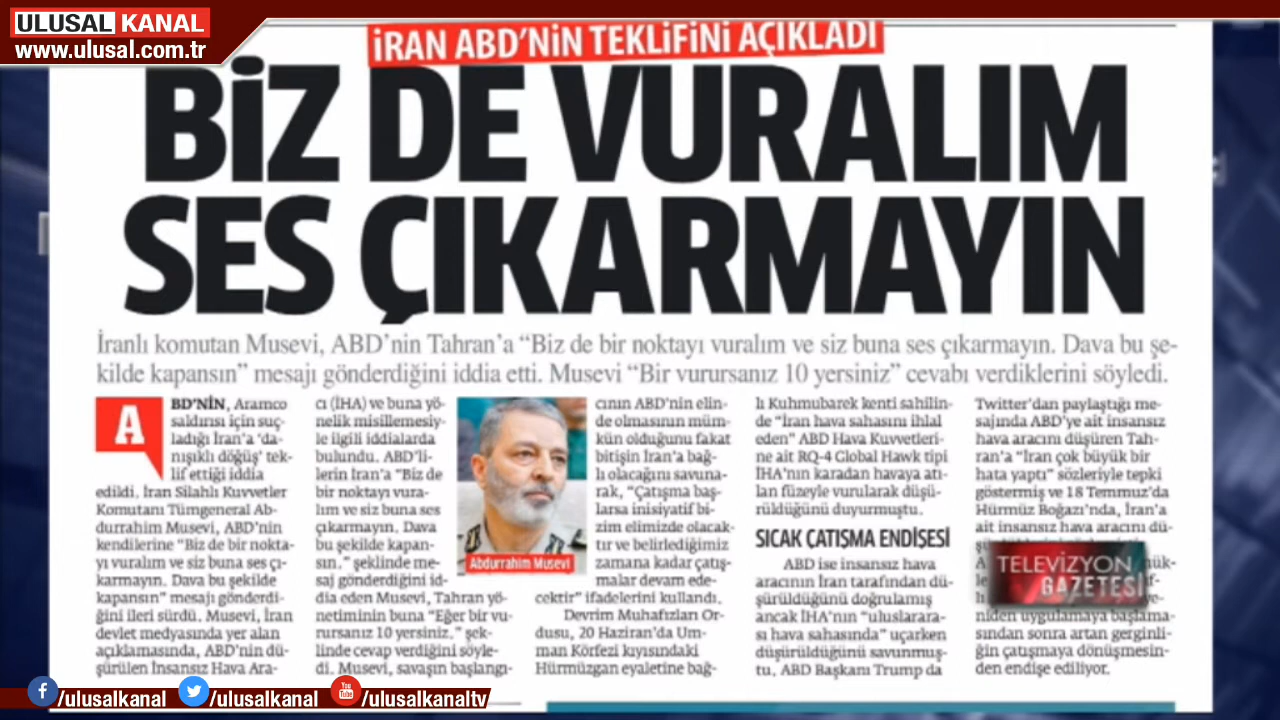 ULUSAL KANAL
www.ulusal.com.tr
İRAN ABD'NİN TEKLİFİNİ AÇIKLADI
BİZ DE VURALIM
SES ÇIKARMAYIN
İranlı komutan Musevi, ABD'nin Tahran'a “Biz de bir noktayı vuralım ve siz buna ses çıkarmayın. Dava bu şe-
kilde kapansın” mesajı gönderdiğini iddia etti. Musevi “Bir vurursanız 10 yersiniz” cevabı verdiklerini söyledi.
ABD'NİN, Aramco
saldırısı için suç-
ladığı İran'a 'da-
nışıklı döğüş' tek-
lif ettiği iddia
edildi. İran Silahlı Kuvvetler
Komutanı Tümgeneral Ab-
durrahim Musevi, ABD'nin
kendilerine “Biz de bir nokta-
yı vuralım ve siz buna ses çı-
karmayın. Dava bu şekilde
kapansın” mesajı gönderdi-
ğini ileri sürdü. Musevi, İran
devlet medyasında yer alan
açıklamasında, ABD'nin dü-
şürülen İnsansız Hava Ara-
cı (İHA) ve buna yö-
nelik misillemesiy-
le ilgili iddialarda
bulundu. ABD'li-
lerin İran'a “Biz de
bir noktayı vura-
lım ve siz buna ses
çıkarmayın. Dava
bu şekilde kapan-
sın.” şeklinde me-
saj gönderdiğini id-
dia eden Musevi, Tahran yö-
netiminin buna “Eğer bir vu-
rursanız 10 yersiniz.” şek-
linde cevap verdiğini söyle-
di. Musevi, savaşın başlangı-
Abdurrahim Musevi
cının ABD'nin elin-
de olmasının müm-
kün olduğunu fakat
bitişin İran'a bağ-
lı olacağını savuna-
rak, “Çatışma baş-
larsa inisiyatif bi-
zim elimizde olacak-
tır ve belirlediğimiz
zamana kadar çatış-
malar devam ede-
cektir” ifadelerini kullandı.
Devrim Muhafızları Or-
dusu, 20 Haziran'da Um-
man Körfezi kıyısındaki
Hürmüzgan eyaletine bağ-
lı Kuhmubarek kenti sahilin-
de “İran hava sahasını ihlal
eden” ABD Hava Kuvvetleri-
ne ait RQ-4 Global Hawk tipi
İHA'nın karadan havaya atı-
lan füzeyle vurularak düşü-
rüldüğünü duyurmuştu.
SICAK ÇATIŞMA ENDİŞESİ
ABD ise insansız hava
aracının İran tarafından dü-
şürüldüğünü doğrulamış
ancak İHA'nın “uluslarara-
sı hava sahasında” uçarken
düşürüldüğünü savunmuş-
tu. ABD Başkanı Trump da
Twitter'dan paylaştığı me-
sajında ABD'ye ait insansız
hava aracını düşüren Tah-
ran'a “İran çok büyük bir
hata yaptı” sözleriyle tepki
göstermiş ve 18 Temmuz'da
Hürmüz Boğazı'nda, İran'a
ait insansız hava aracını dü-
niden uygulamaya başlama-
sından sonra artan gerginli-
ğin çatışmaya dönüşmesin-
den endişe ediliyor.
TELEVİZYON
GAZETESİ
/ulusalkanal
/ulusalkanal
You Tube
/ulusalkanaltv